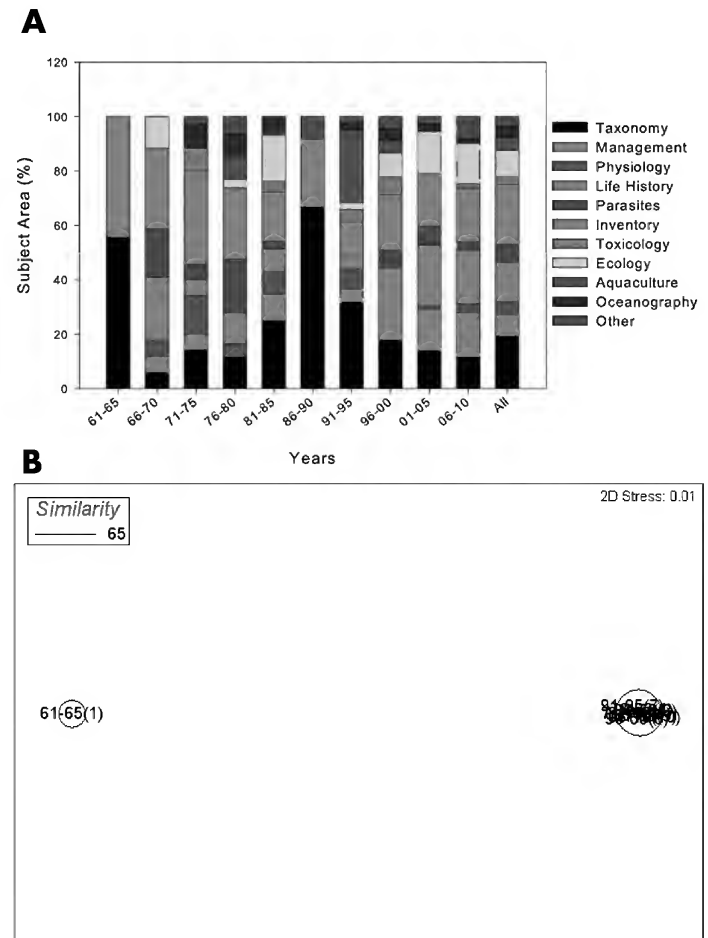 A
120
100
80
60
40
20
0
Subject Area (%)
61-65
66-70
71-75
76-80
81-85
86-90
91-95
96-00
01-05
06-10
All
Years
Taxonomy
Management
Physiology
Life History
Parasites
Inventory
Toxicology
Ecology
Aquaculture
Oceanography
Other
B
Similarity
65
2D Stress: 0.01
61-65(1)